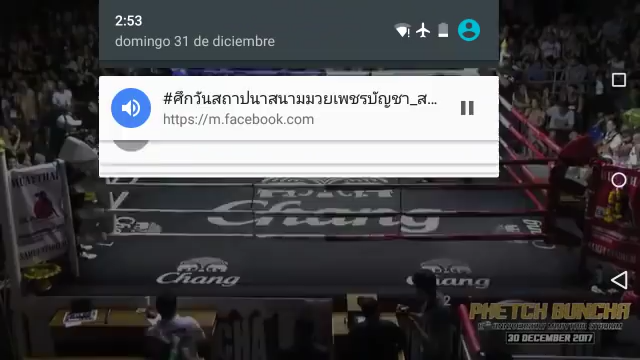 2:53
domingo 31 de diciembre
#ศึกวันสถาปนาสนามมวยเพชรบัญชา_ส...
https://m.facebook.com
MUAYTHAI
Chang
Chang
Chang
PHETCH BUNCHA
MUAYTHAI STADIUM
30 DECEMBER 2017